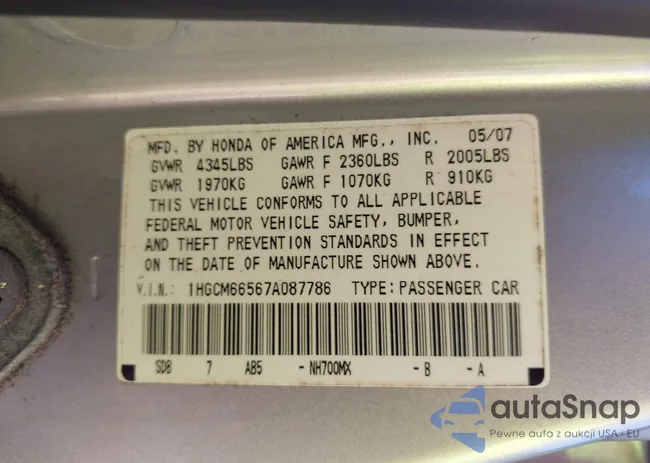 MFD. BY HONDA OF AMERICA MFG., INC. 05/07
GVWR 4345LBS GAWR F 2360LBS R 2005LBS
GVWR 1970KG GAWR F 1070KG R 910KG
THIS VEHICLE CONFORMS TO ALL APPLICABLE
FEDERAL MOTOR VEHICLE SAFETY, BUMPER,
AND THEFT PREVENTION STANDARDS IN EFFECT
ON THE DATE OF MANUFACTURE SHOWN ABOVE.
V.I.N.: 1HGCM66567A087786 TYPE: PASSENGER CAR
SDB 7 AB5 -NH700MX -B -A
autaSnap
Pewne auta z aukcji USA i EU